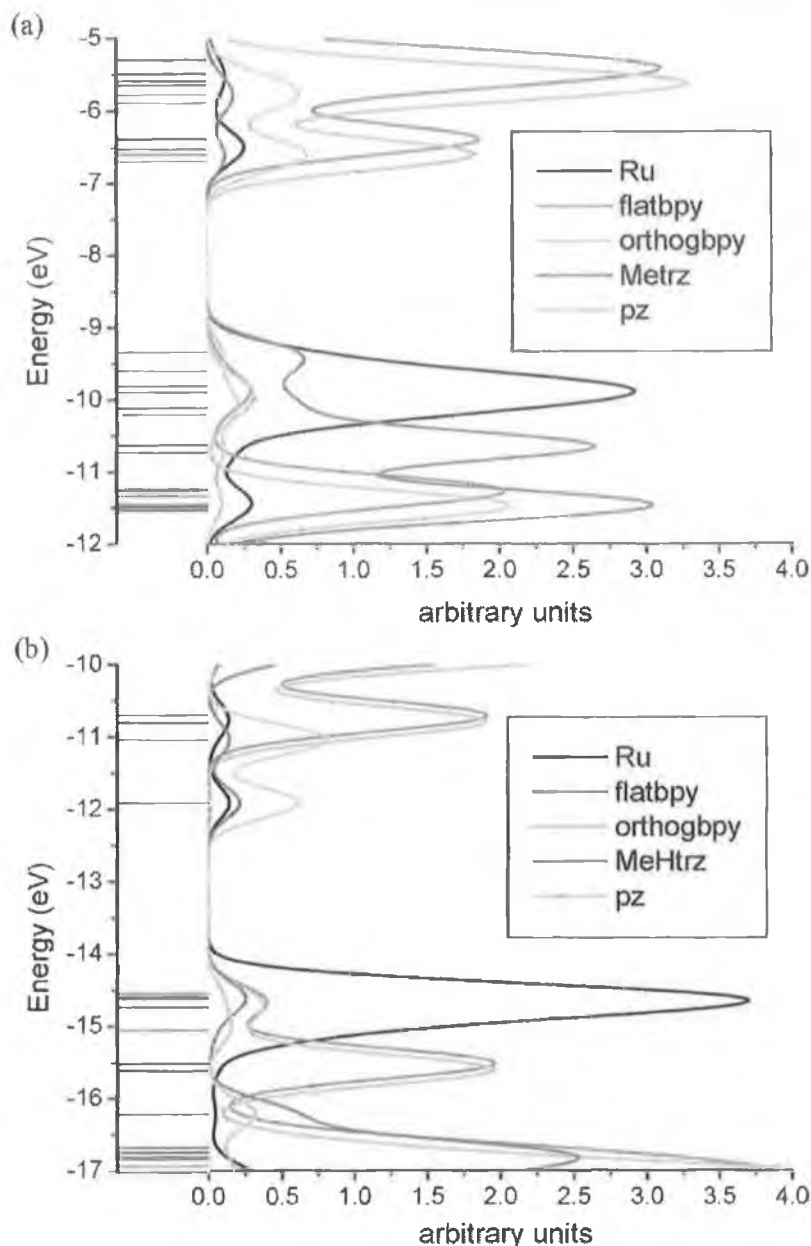 (a)
-5
-6
-7
-8
-9
-10
-11
-12
Energy (eV)
Ru
flatbpy
orthogbpy
Metrz
pz
0.0 0.5 1.0 1.5 2.0 2.5 3.0 3.5 4.0
arbitrary units
(b)
-10
-11
-12
-13
-14
-15
-16
-17
Energy (eV)
Ru
flatbpy
orthogbpy
MeHtrz
pz
0.0 0.5 1.0 1.5 2.0 2.5 3.0 3.5 4.0
arbitrary units